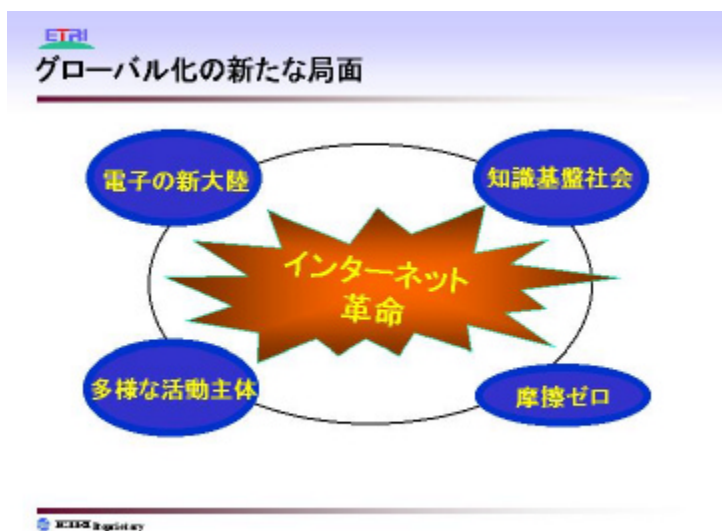 ETRI
グローバル化の新たな局面
電子の新大陸
知識基盤社会
インターネット
革命
多様な活動主体
摩擦ゼロ
Proprietary